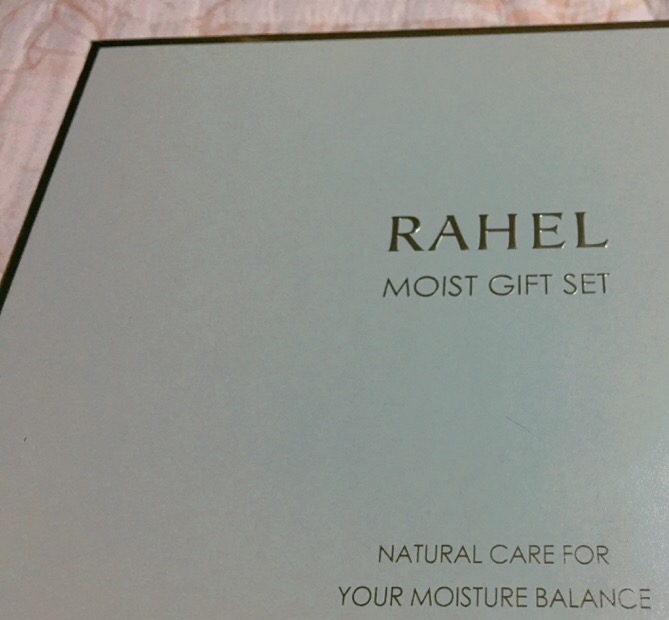 RAHEL
MOIST GIFT SET
NATURAL CARE FOR
YOUR MOISTURE BALANCE